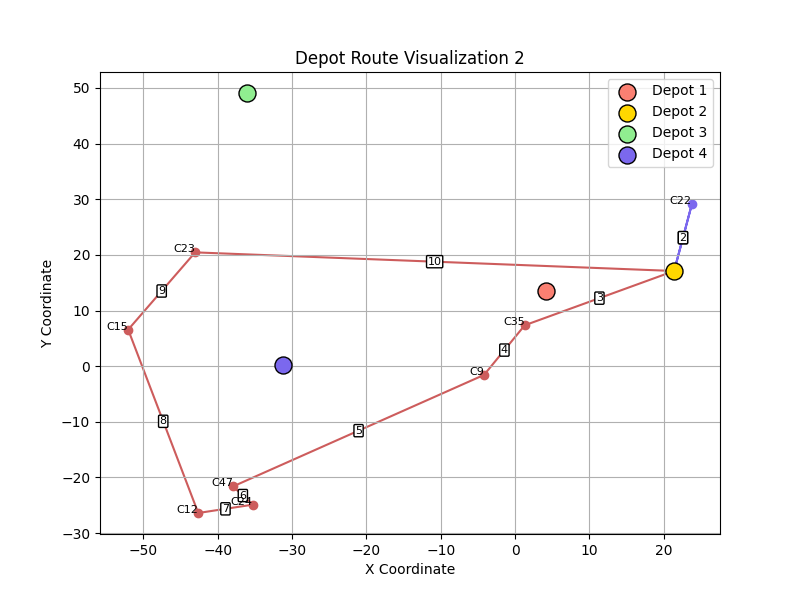 Depot Route Visualization 2
Depot 1
Depot 2
Depot 3
Depot 4
Y Coordinate
50
40
30
20
10
0
−10
−20
−30
C22
2
C23
10
9
3
C15
C35
4
C9
8
5
C47
6
C24
C12
7
−50
−40
−30
−20
−10
0
10
20
X Coordinate